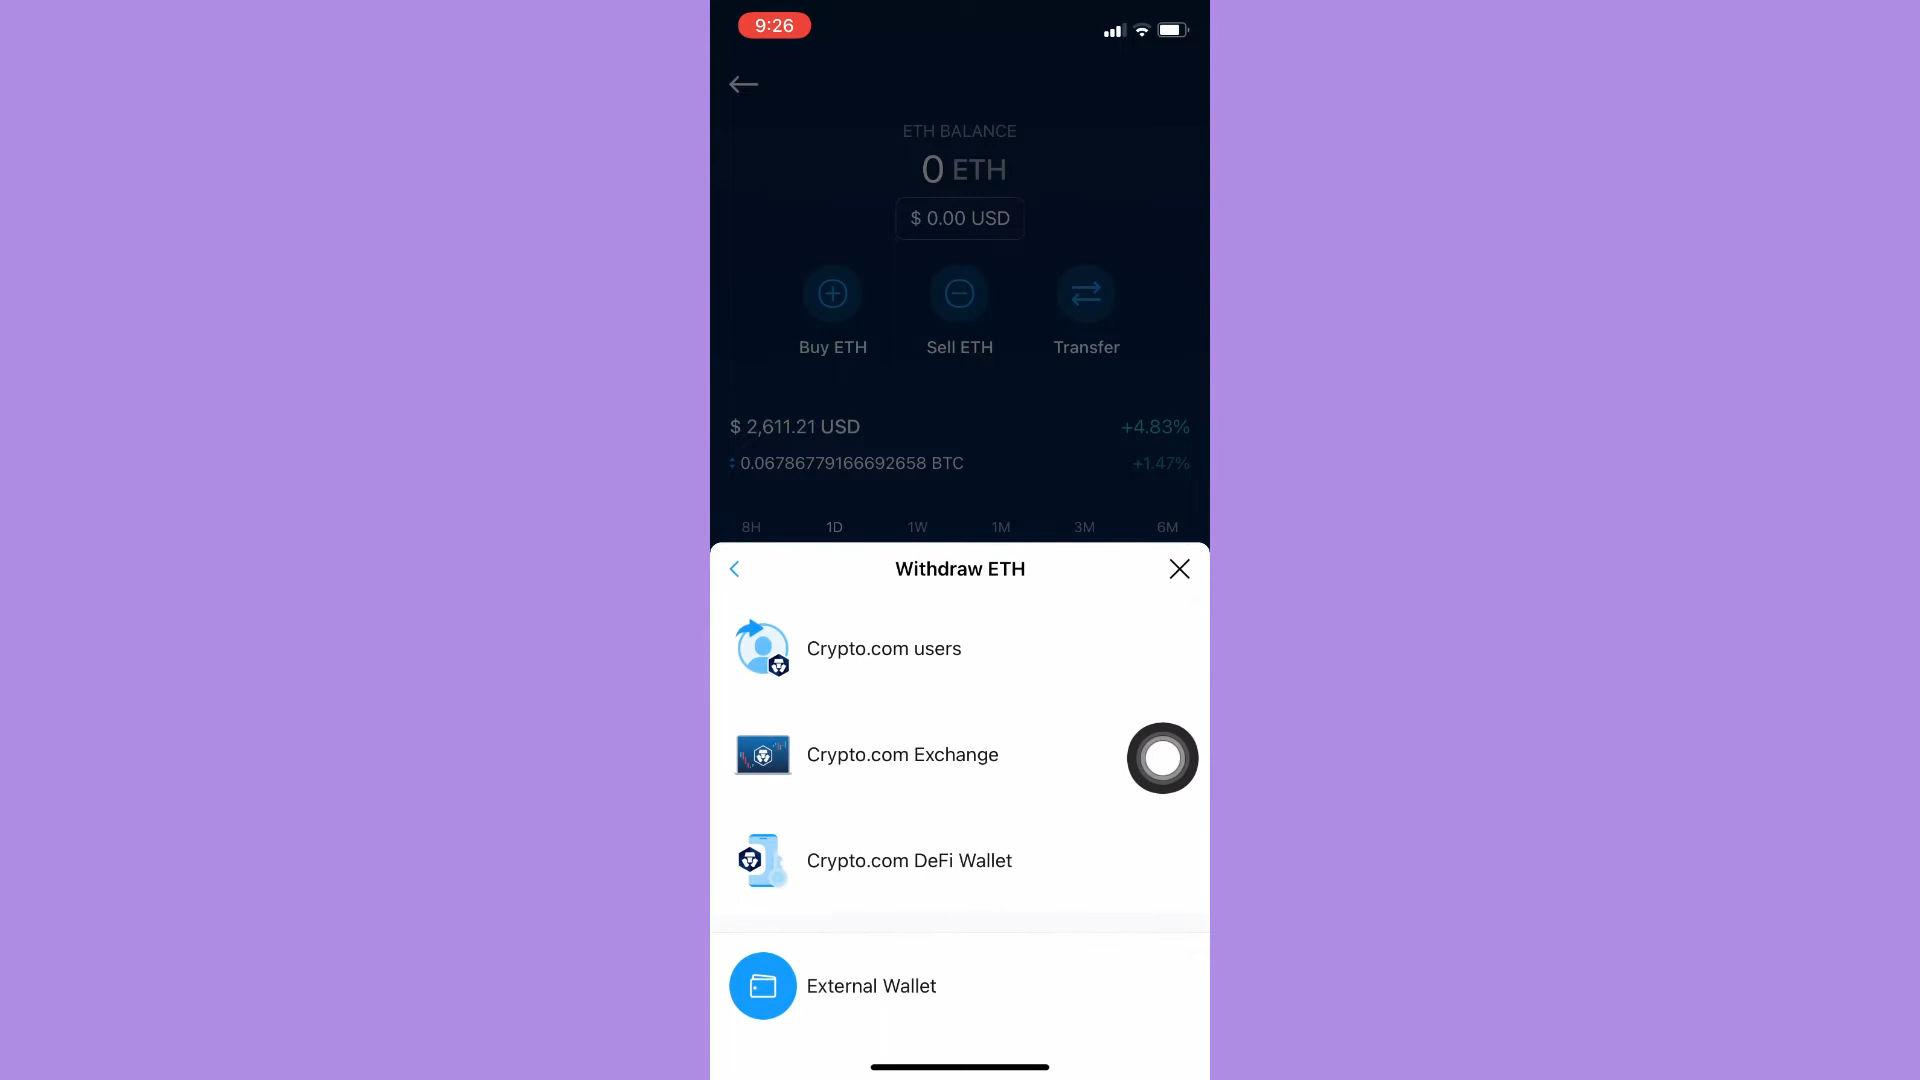 9:26
ETH BALANCE
0 ETH
$ 0.00 USD
Buy ETH Sell ETH Transfer
$ 2,611.21 USD +4.83%
0.06786779166692658 BTC +1.47%
8H 1D 1W 1M 3M 6M
Withdraw ETH
Crypto.com users
Crypto.com Exchange
Crypto.com DeFi Wallet
External Wallet